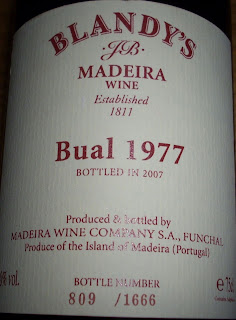 BLANDY'S
JB
MADEIRA
WINE
Established
1811
Bual 1977
BOTTLED IN 2007
Produced & bottled by
MADEIRA WINE COMPANY S.A., FUNCHAL
Produce of the Island of Madeira (Portugal)
% vol.
BOTTLE NUMBER
809 /1666